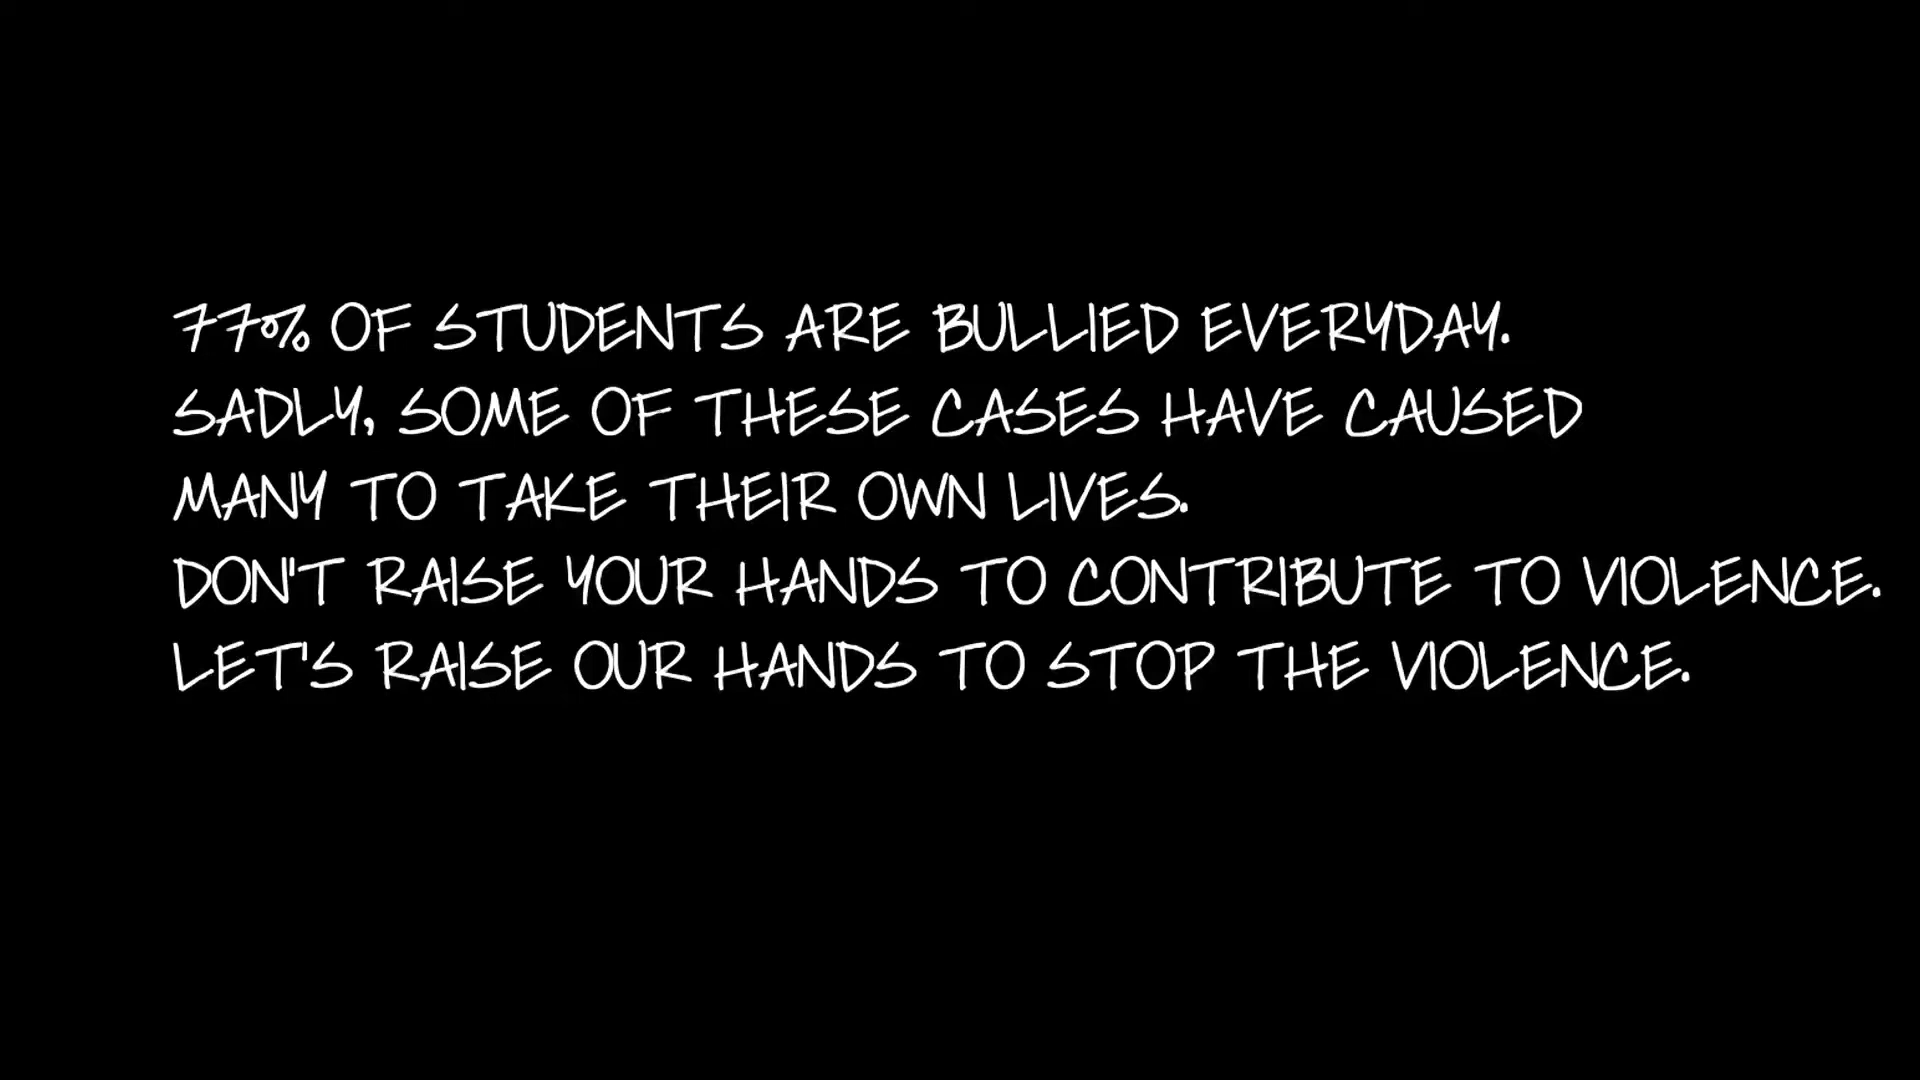 77% OF STUDENTS ARE BULLIED EVERYDAY.
SADLY, SOME OF THESE CASES HAVE CAUSED
MANY TO TAKE THEIR OWN LIVES.
DON'T RAISE YOUR HANDS TO CONTRIBUTE TO VIOLENCE.
LET'S RAISE OUR HANDS TO STOP THE VIOLENCE.